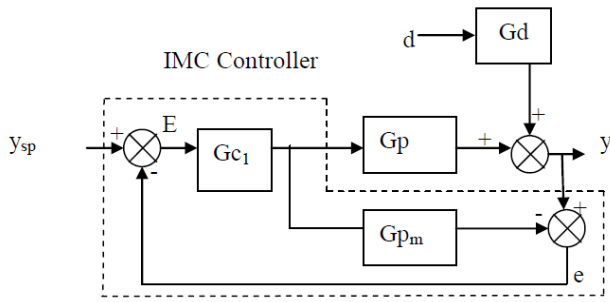 d
Gd
IMC Controller
+
ysp
+
E
Gc1
Gp
+
y
-
-
+
Gpm
e